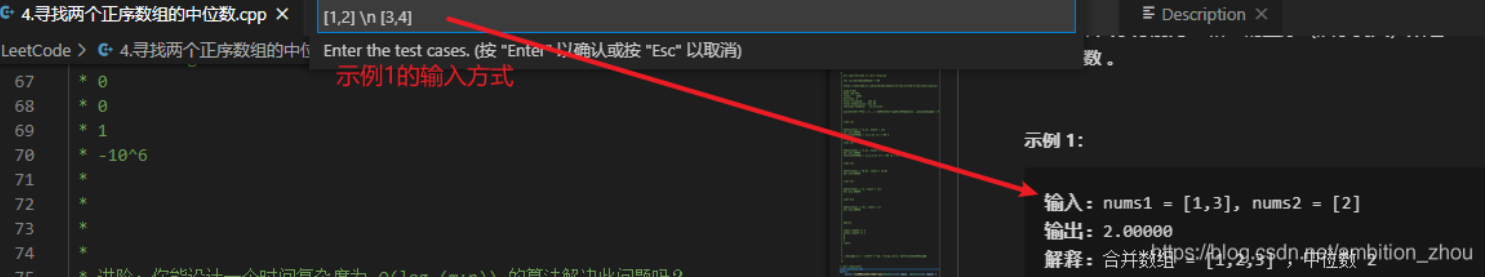 4.寻找两个正序数组的中位数.cpp
[1,2] \n [3,4]
Description
LeetCode > 4.寻找两个正序数组的中位
Enter the test cases. (按 "Enter" 以确认或按 "Esc" 以取消)
数 。
示例1的输入方式
67 * 0
68 * 0
69 * 1
70 * -10^6
71 *
72 *
73 *
74 *
75 * 进阶：你能设计一个时间复杂度为 O(log (m+n)) 的算法解决此问题吗？
示例 1：
输入：nums1 = [1,3], nums2 = [2]
输出：2.00000
解释：合并数组 = [1,2,3] ，中位数 2
https://blog.csdn.net/ambition_zhou